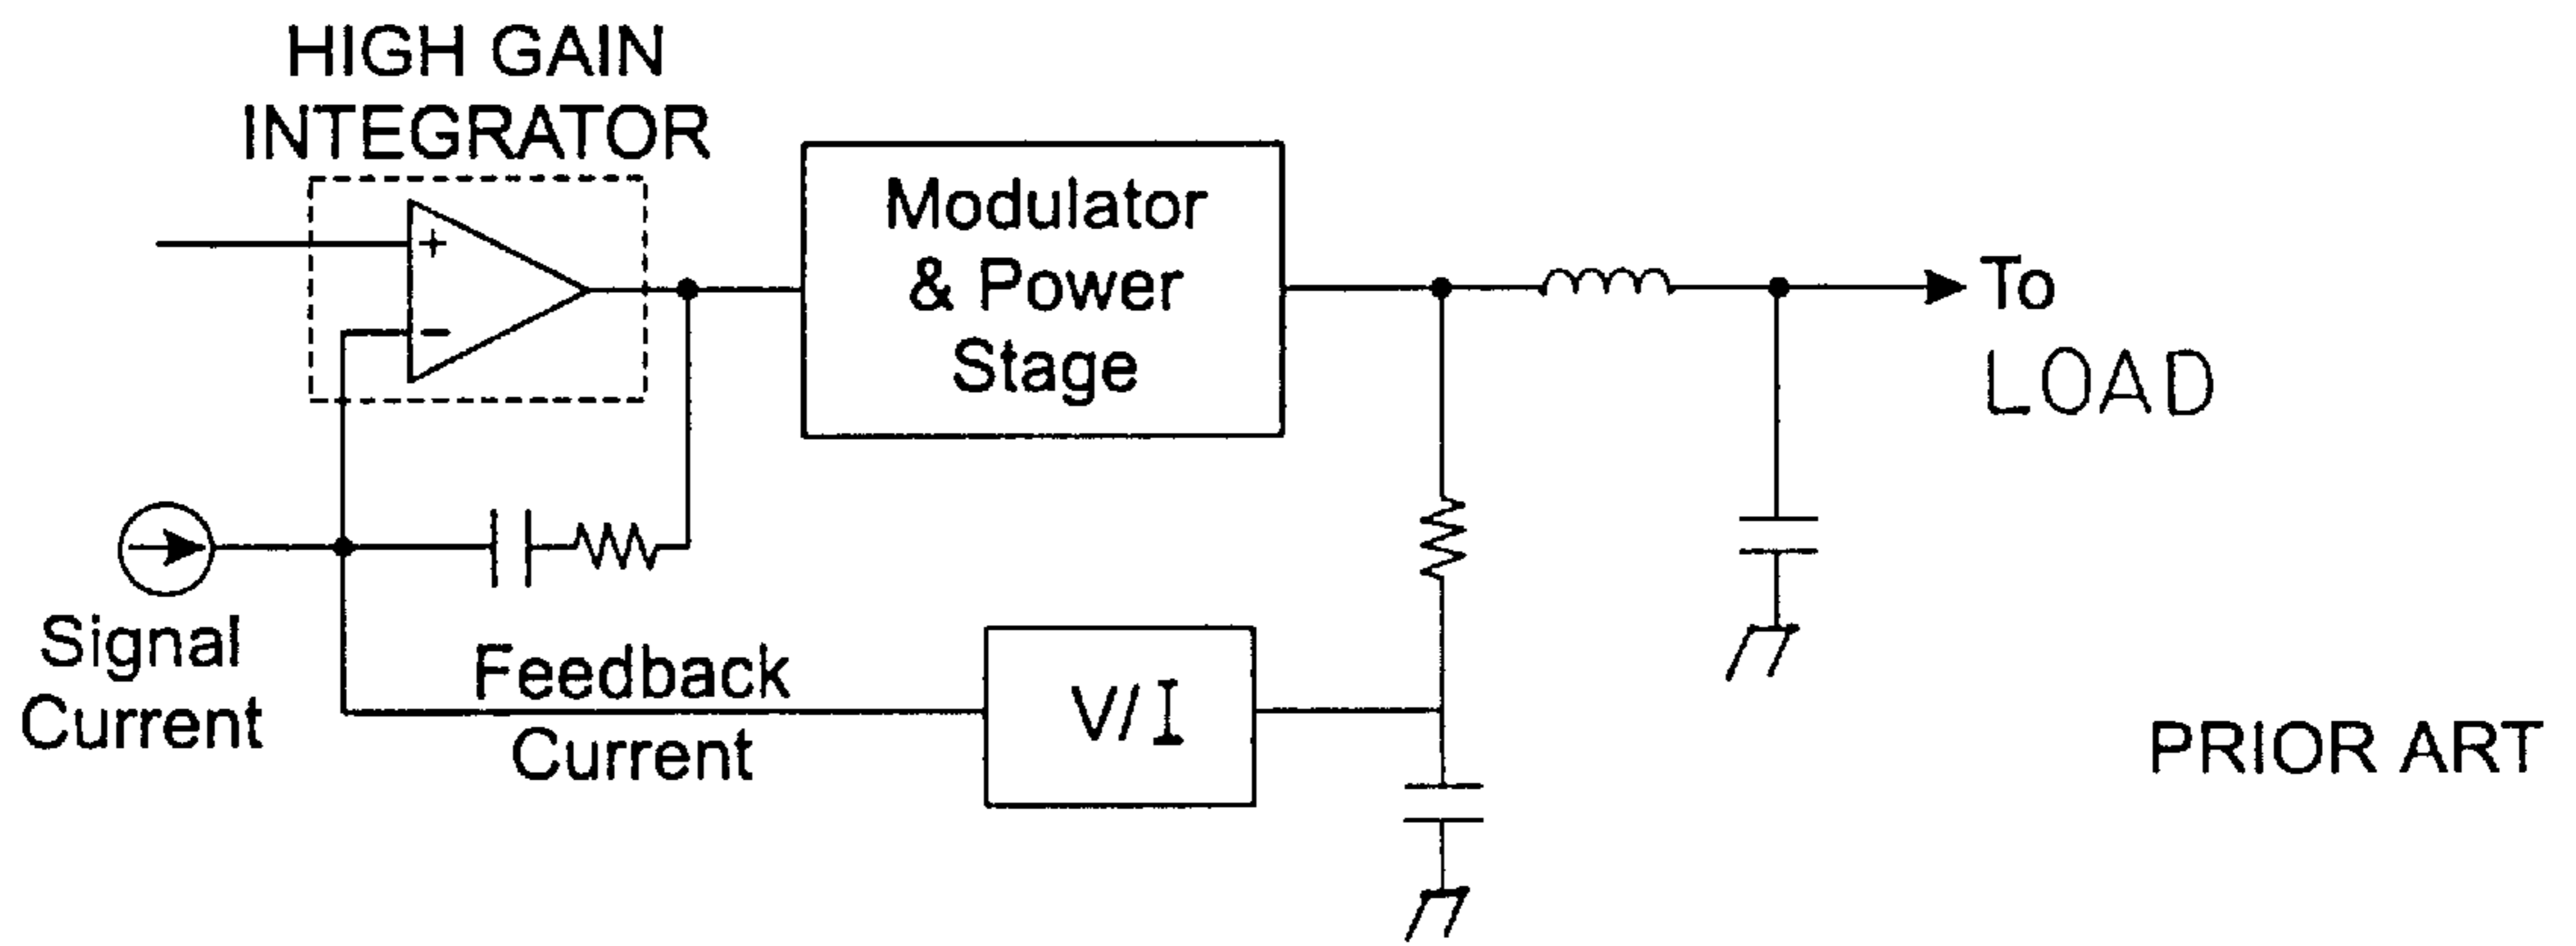 HIGH GAIN
INTEGRATOR
+
−
Modulator
& Power
Stage
To
LOAD
Signal
Current
Feedback
Current
V/I
PRIOR ART